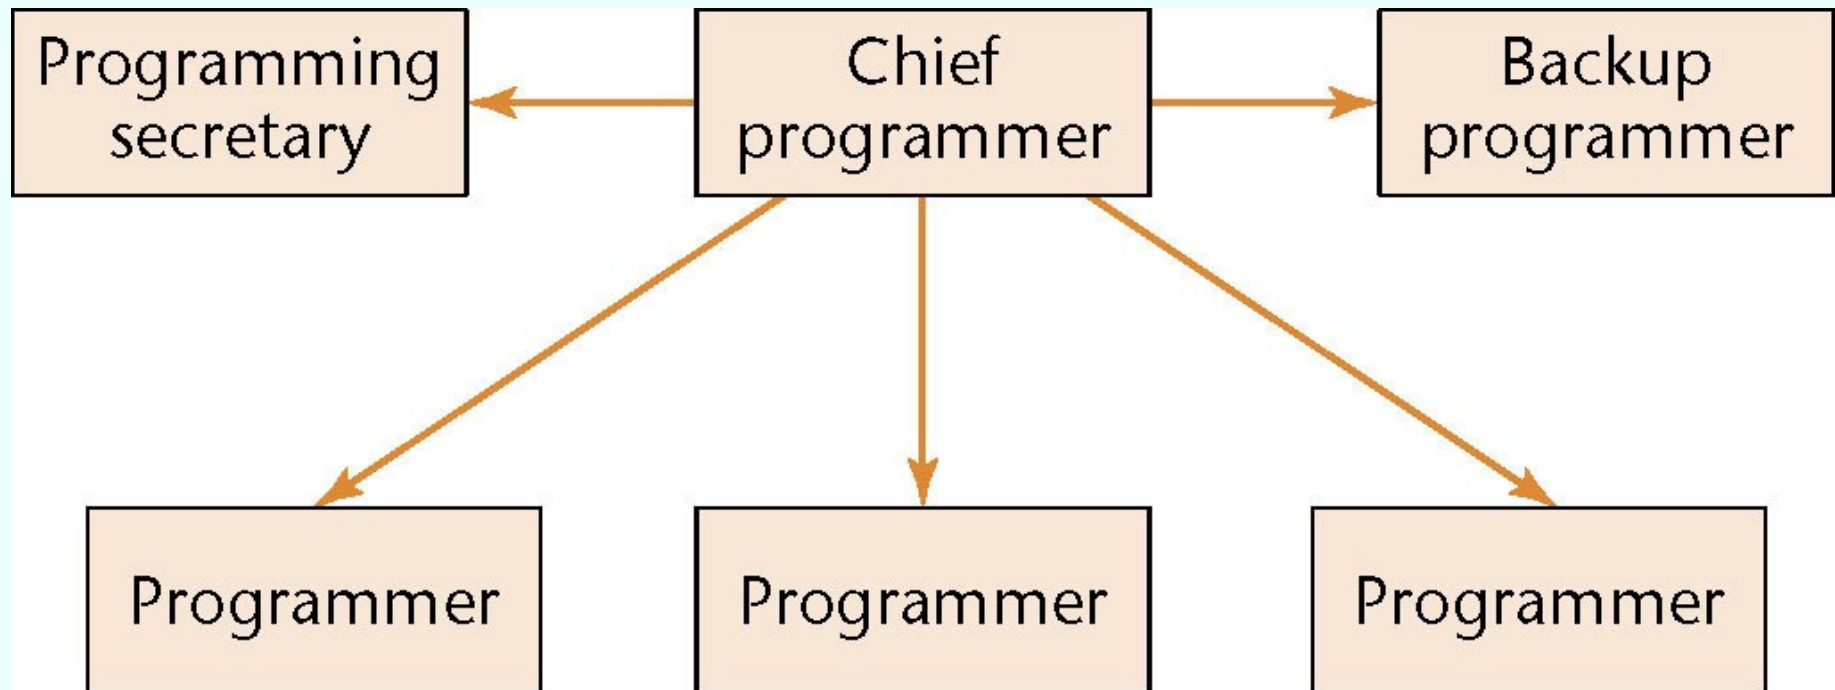 Programming
secretary
Chief
programmer
Backup
programmer
Programmer
Programmer
Programmer